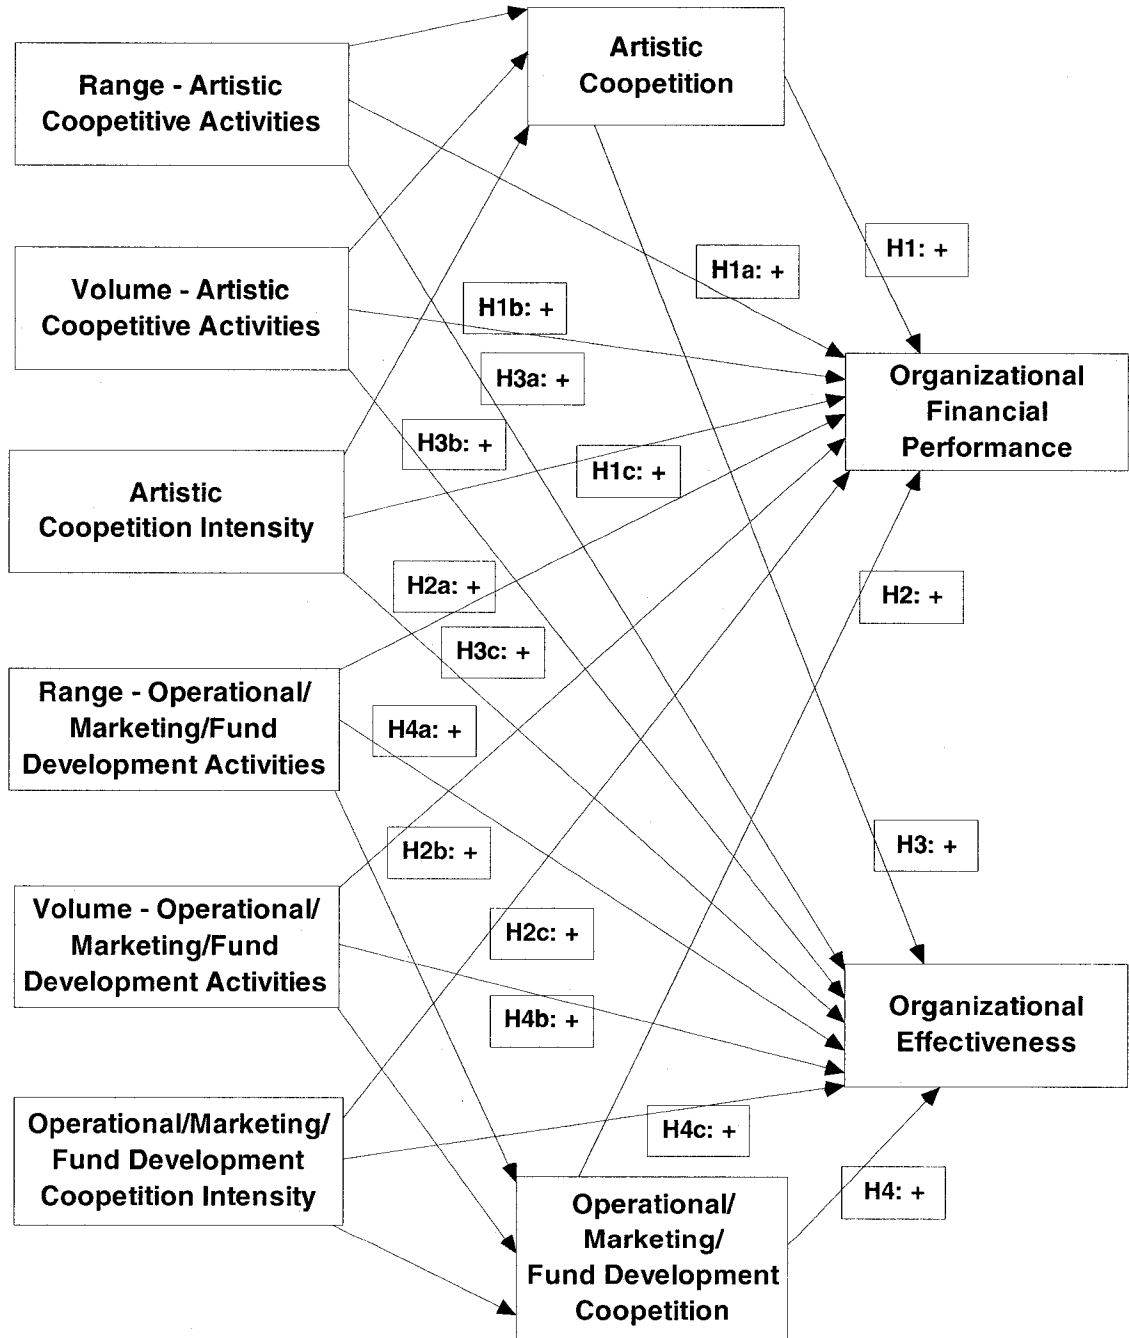 Artistic
Coopetition
Range - Artistic
Coopetitive Activities
H1: +
H1a: +
Volume - Artistic
Coopetitive Activities
H1b: +
H3a: +
Organizational
Financial
Performance
H3b: +
H1c: +
Artistic
Coopetition Intensity
H2a: +
H2: +
H3c: +
Range - Operational/
Marketing/Fund
Development Activities
H4a: +
H2b: +
H3: +
Volume - Operational/
Marketing/Fund
Development Activities
H2c: +
H4b: +
Organizational
Effectiveness
Operational/Marketing/
Fund Development
Coopetition Intensity
H4c: +
H4: +
Operational/
Marketing/
Fund Development
Coopetition